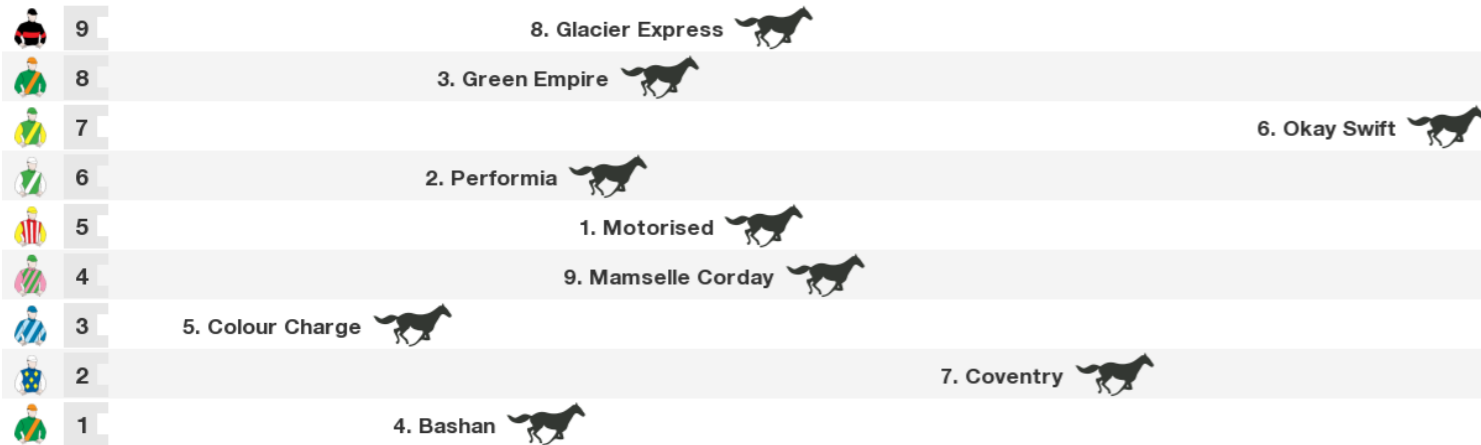 9 8. Glacier Express
8 3. Green Empire
7 6. Okay Swift
6 2. Performia
5 1. Motorised
4 9. Mamselle Corday
3 5. Colour Charge
2 7. Coventry
1 4. Bashan